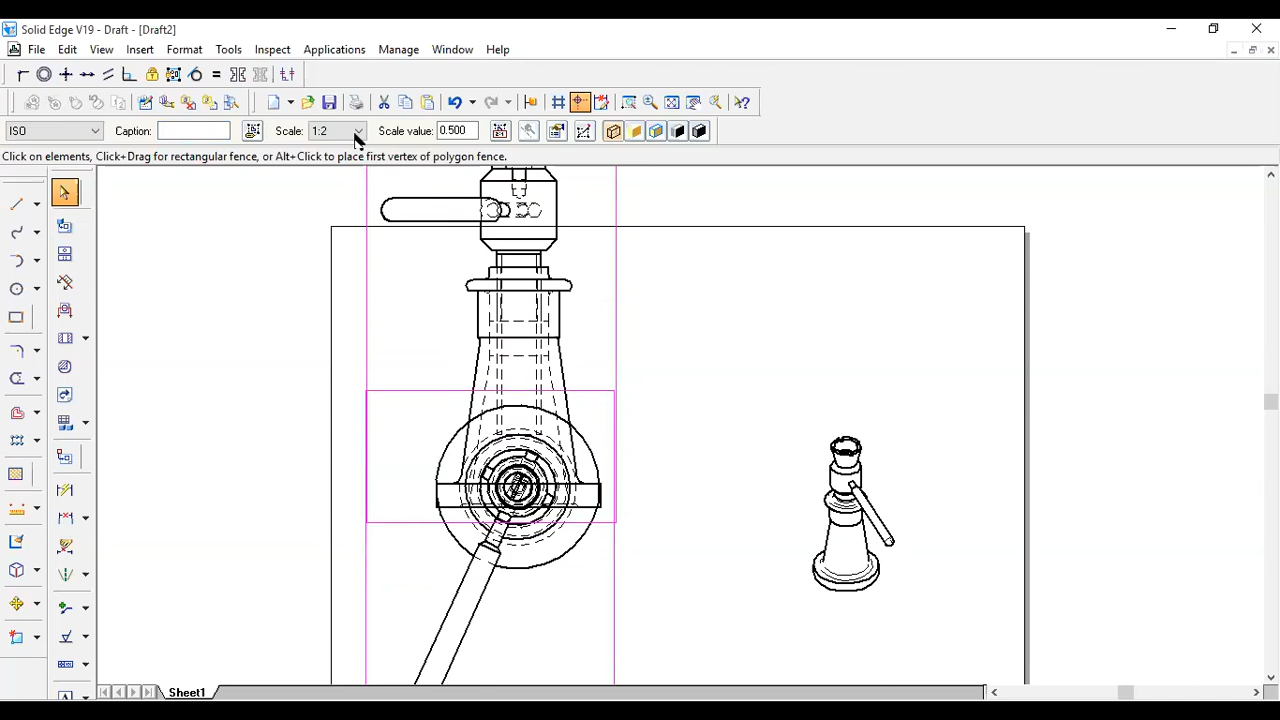 Solid Edge V19 - Draft - [Draft2]
File Edit View Insert Format Tools Inspect Applications Manage Window Help
ISO Caption: Scale: 1:2 Scale value: 0.500
Click on elements, Click+Drag for rectangular fence, or Alt+Click to place first vertex of polygon fence.
Sheet1